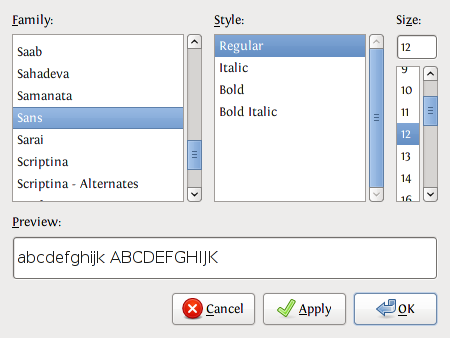 Family:
Style:
Size:
Saab
Sahadeva
Samanata
Sans
Sarai
Scriptina
Scriptina - Alternates
Regular
Italic
Bold
Bold Italic
12
9
10
11
12
13
14
16
Preview:
abcdefghijk ABCDEFGHIJK
Cancel
Apply
OK